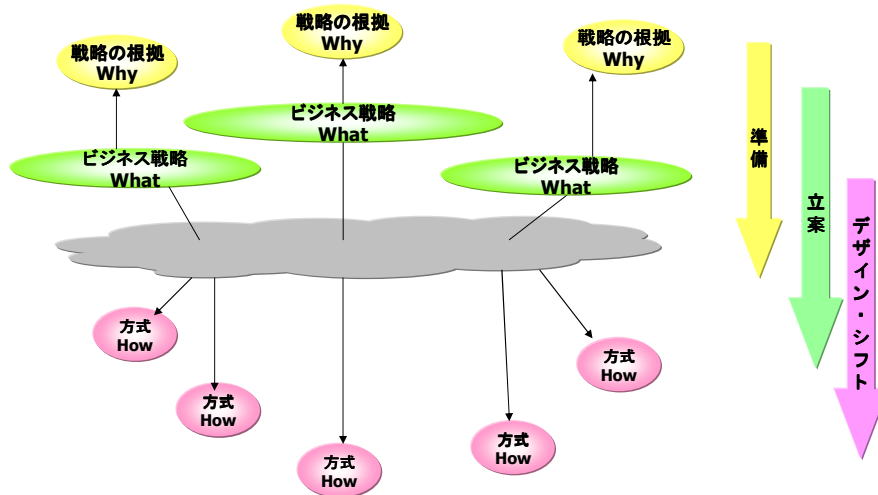 戦略の根拠
Why
戦略の根拠
Why
戦略の根拠
Why
ビジネス戦略
What
ビジネス戦略
What
ビジネス戦略
What
方式
How
方式
How
方式
How
方式
How
方式
How
準備
立案
デザイン・シフト